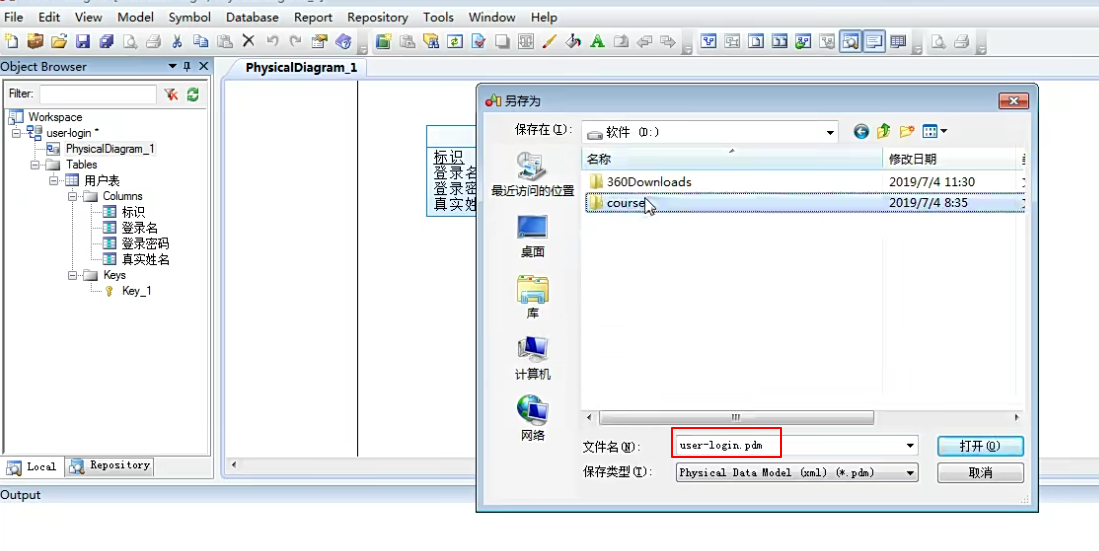 File Edit View Model Symbol Database Report Repository Tools Window Help
Object Browser
PhysicalDiagram_1
Filter:
Workspace
user-login *
PhysicalDiagram_1
Tables
用户表
Columns
标识
登录名
登录密码
真实姓名
Keys
Key_1
Local
Repository
Output
标识
登录名
登录密
真实姓
另存为
保存在(I):
软件 (D:)
名称
修改日期
360Downloads
2019/7/4 11:30
course
2019/7/4 8:35
最近访问的位置
桌面
库
计算机
网络
文件名(N):
user-login.pdm
打开(O)
保存类型(T):
Physical Data Model (xml) (*.pdm)
取消